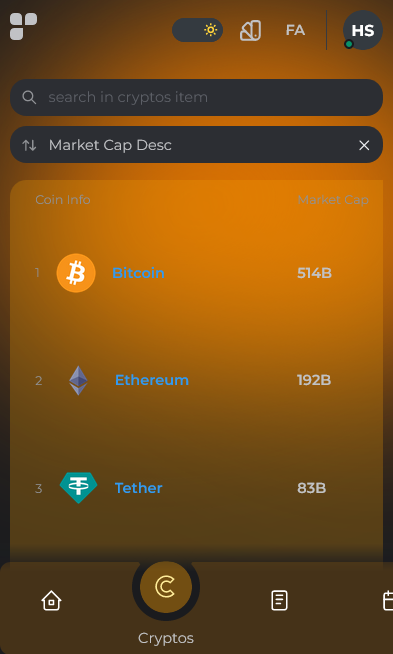 FA
HS
search in cryptos item
Market Cap Desc
Coin Info Market Cap
1 Bitcoin 514B
2 Ethereum 192B
3 Tether 83B
Cryptos